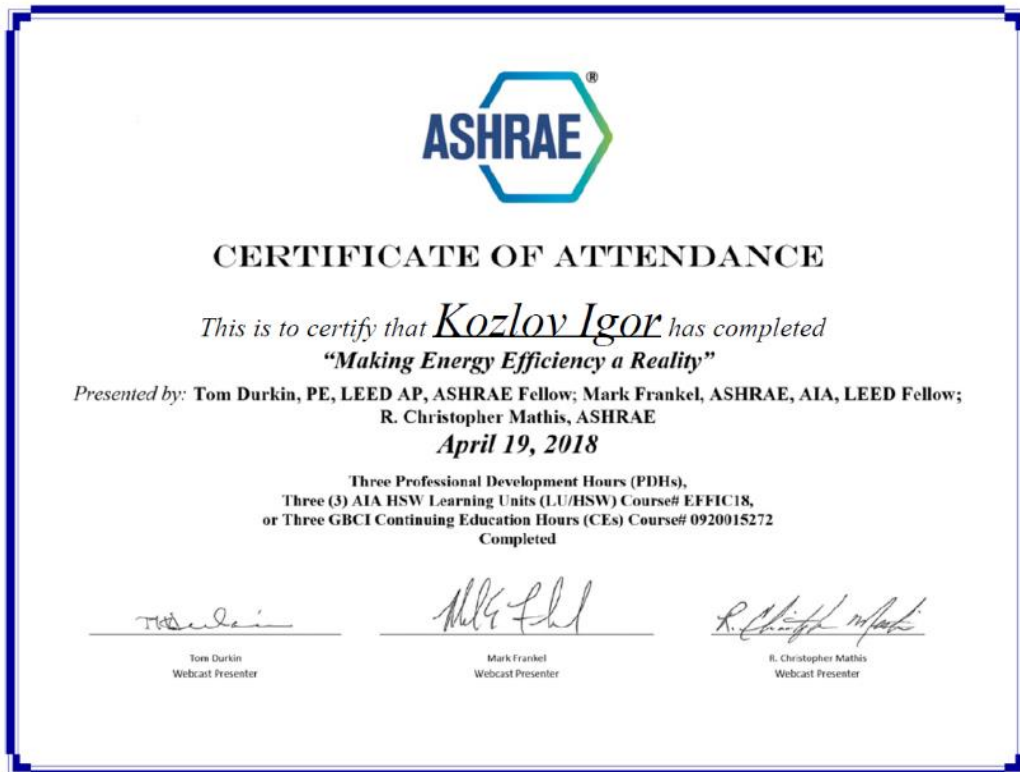 ASHRAE®
CERTIFICATE OF ATTENDANCE
This is to certify that Kozlov Igor has completed
“Making Energy Efficiency a Reality”
Presented by: Tom Durkin, PE, LEED AP, ASHRAE Fellow; Mark Frankel, ASHRAE, AIA, LEED Fellow;
R. Christopher Mathis, ASHRAE
April 19, 2018
Three Professional Development Hours (PDHs),
Three (3) AIA HSW Learning Units (LU/HSW) Course# EFFIC18,
or Three GBCI Continuing Education Hours (CEs) Course# 0920015272
Completed
Tom Durkin
Webcast Presenter
Mark Frankel
Webcast Presenter
R. Christopher Mathis
Webcast Presenter